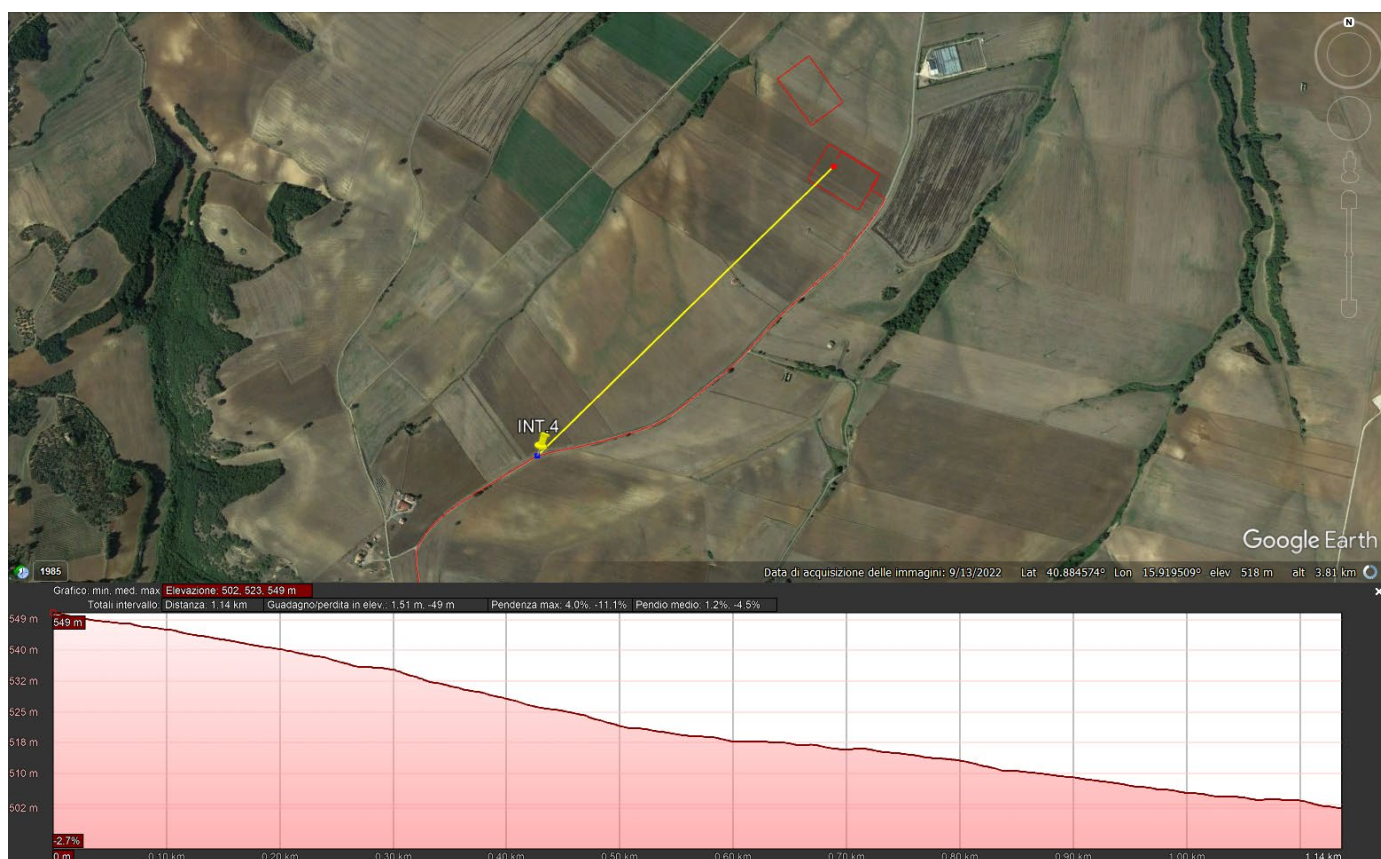 N
INT.4
Google Earth
1985
Data di acquisizione delle immagini: 9/13/2022 Lat 40.884574° Lon 15.919509° elev 518 m alt 3.81 km
Grafico: min. med. max Elevazione: 502, 523, 549 m
Totali intervallo: Distanza: 1.14 km Guadagno/perdita in elev.: 1.51 m, -49 m Pendenza max: 4.0%, -11.1% Pendio medio: 1.2%, -4.5%
549 m
549 m
540 m
532 m
525 m
518 m
510 m
502 m
-2.7%
0 m 0.10 km 0.20 km 0.30 km 0.40 km 0.50 km 0.60 km 0.70 km 0.80 km 0.90 km 1.00 km 1.14 km